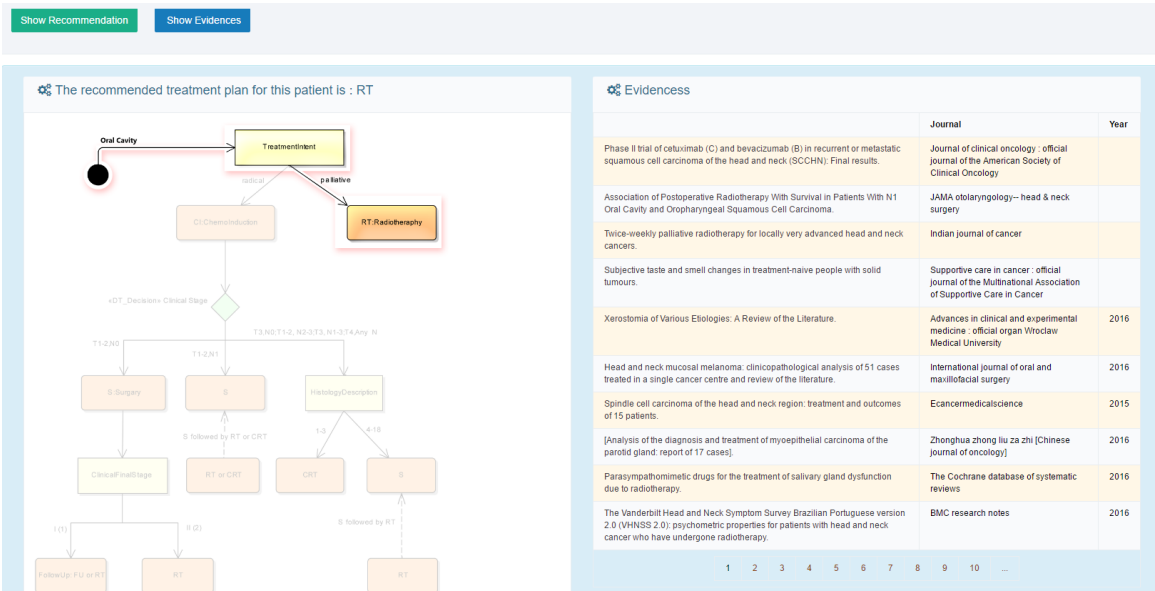 Show Recommendation
Show Evidences
The recommended treatment plan for this patient is : RT
Oral Cavity
TreatmentIntent
radical
palliative
CI:ChemoInduction
RT:Radiotheraphy
«DT_Decision» Clinical Stage
T3,N0;T1-2, N2-3;T3, N1-3;T4,Any N
T1-2,N0
T1-2,N1
S:Surgery
S
HistologyDescription
1-3
4-18
S followed by RT or CRT
ClinicalFinalStage
RT or CRT
CRT
S
I (1)
II (2)
S followed by RT
FollowUp: FU or RT
RT
RT
Evidencess
Journal Year
Phase II trial of cetuximab (C) and bevacizumab (B) in recurrent or metastatic
squamous cell carcinoma of the head and neck (SCCHN): Final results.
Journal of clinical oncology : official
journal of the American Society of
Clinical Oncology
Association of Postoperative Radiotherapy With Survival in Patients With N1
Oral Cavity and Oropharyngeal Squamous Cell Carcinoma.
JAMA otolaryngology-- head & neck
surgery
Twice-weekly palliative radiotherapy for locally very advanced head and neck
cancers.
Indian journal of cancer
Subjective taste and smell changes in treatment-naive people with solid
tumours.
Supportive care in cancer : official
journal of the Multinational Association
of Supportive Care in Cancer
Xerostomia of Various Etiologies: A Review of the Literature.
Advances in clinical and experimental
medicine : official organ Wroclaw
Medical University
2016
Head and neck mucosal melanoma: clinicopathological analysis of 51 cases
treated in a single cancer centre and review of the literature.
International journal of oral and
maxillofacial surgery
2016
Spindle cell carcinoma of the head and neck region: treatment and outcomes
of 15 patients.
Ecancermedicalscience
2015
[Analysis of the diagnosis and treatment of myoepithelial carcinoma of the
parotid gland: report of 17 cases].
Zhonghua zhong liu za zhi [Chinese
journal of oncology]
2016
Parasympathomimetic drugs for the treatment of salivary gland dysfunction
due to radiotherapy.
The Cochrane database of systematic
reviews
2016
The Vanderbilt Head and Neck Symptom Survey Brazilian Portuguese version
2.0 (VHNSS 2.0): psychometric properties for patients with head and neck
cancer who have undergone radiotherapy.
BMC research notes
2016
1 2 3 4 5 6 7 8 9 10 ...